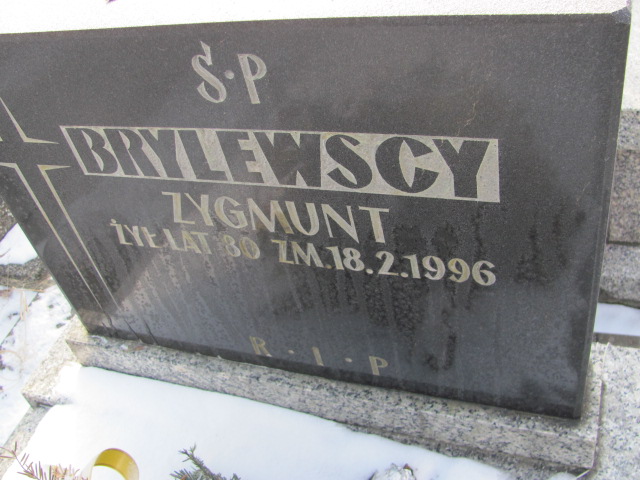 Ś·P
BRYLEWSCY
ZYGMUNT
ŻYŁ LAT 80 ZM.18.2.1996
R·I·P